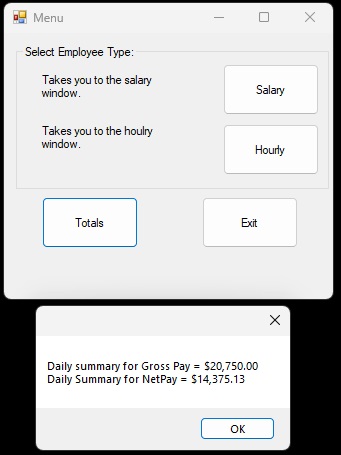 Menu
Select Employee Type:
Takes you to the salary
window.
Salary
Takes you to the houlry
window.
Hourly
Totals
Exit
Daily summary for Gross Pay = $20,750.00
Daily Summary for NetPay = $14,375.13
OK